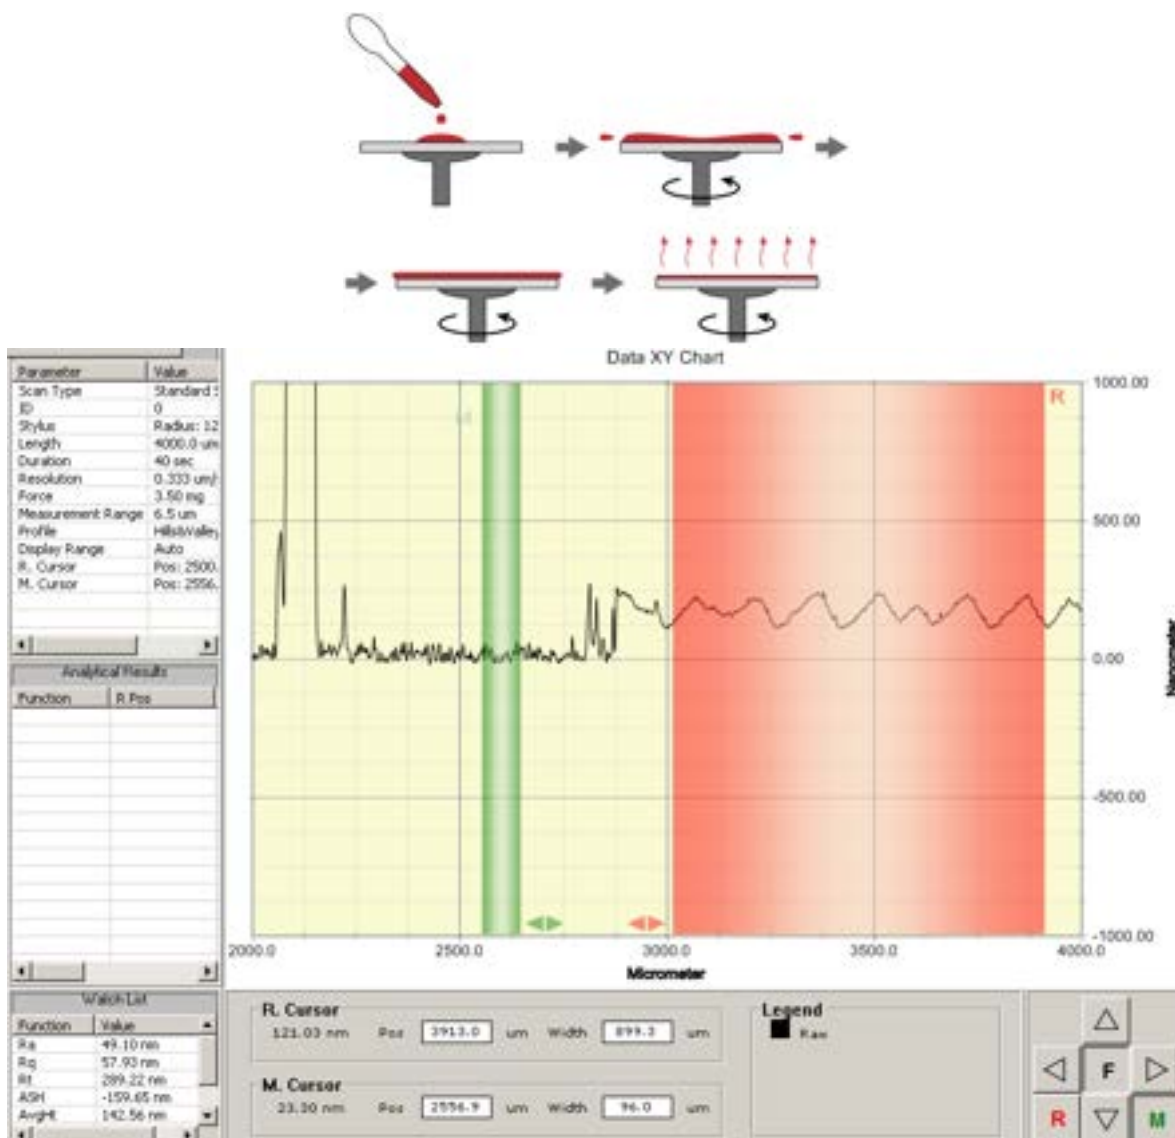 Data XY Chart
Parameter Value
Scan Type Standard S
ID 0
Stylus Radius: 12
Length 4000.0 um
Duration 40 sec
Resolution 0.333 um/
Force 3.50 mg
Measurement Range 6.5 um
Profile Hills&Valley
Display Range Auto
R. Cursor Pos: 2500.
M. Cursor Pos: 2556.
Analytical Results
Function R Pos
R
1000.00
500.00
0.00
-500.00
-1000.00
Nanometer
2000.0 2500.0 3000.0 3500.0 4000.0
Micrometer
Watch List
Function Value
Ra 49.10 nm
Rq 57.93 nm
Rt 289.22 nm
ASH -159.65 nm
AvgHt 142.56 nm
R. Cursor
121.03 nm Pos 3913.0 um Width 899.3 um
M. Cursor
23.30 nm Pos 2556.9 um Width 96.0 um
Legend
Raw
F
R M